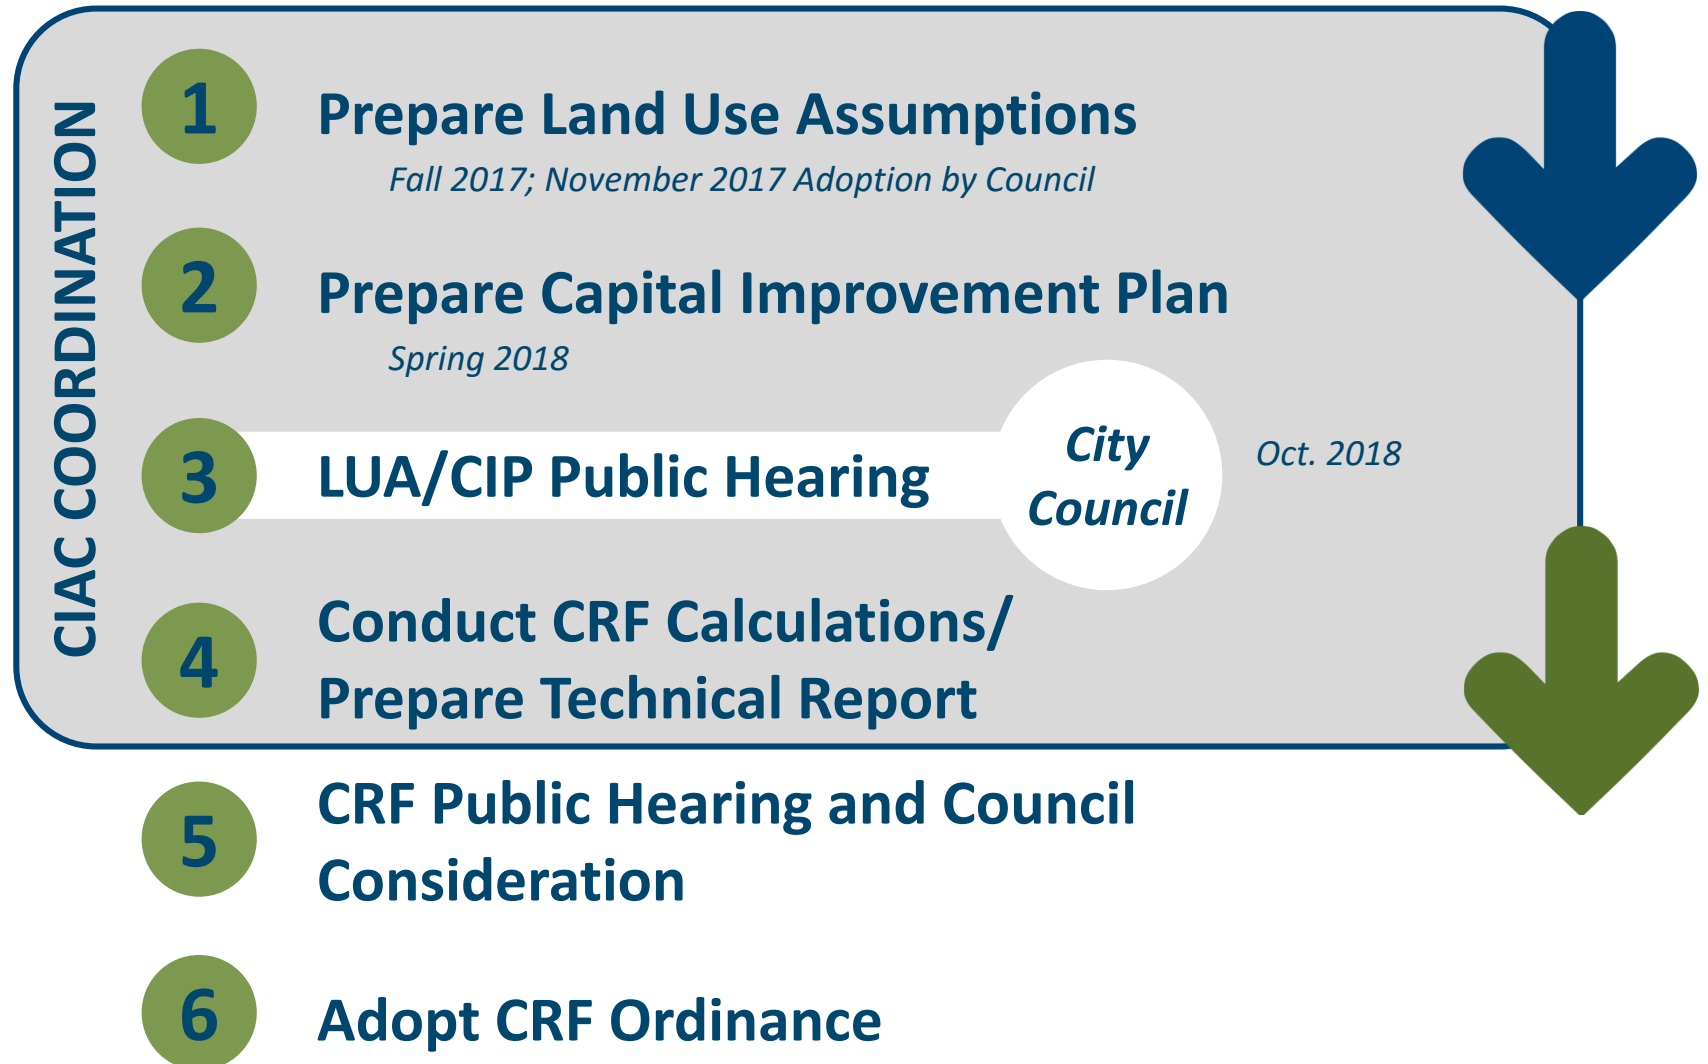 CIAC COORDINATION
1
Prepare Land Use Assumptions
Fall 2017; November 2017 Adoption by Council
2
Prepare Capital Improvement Plan
Spring 2018
3
LUA/CIP Public Hearing
City
Council
Oct. 2018
4
Conduct CRF Calculations/
Prepare Technical Report
5
CRF Public Hearing and Council
Consideration
6
Adopt CRF Ordinance